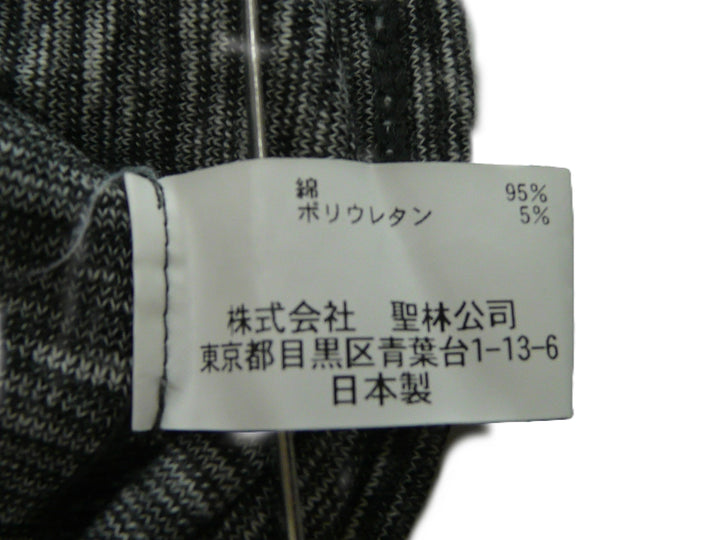 綿 95%
ポリウレタン 5%
株式会社 聖林公司
東京都目黒区青葉台1-13-6
日本製